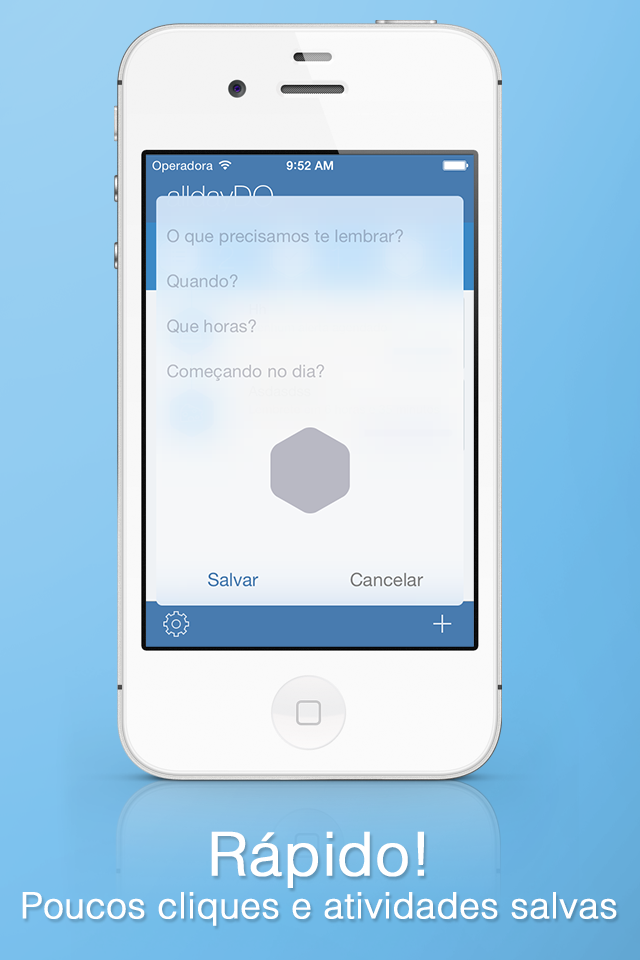 Operadora 9:52 AM
alldayDO
O que precisamos te lembrar?
Quando?
Que horas?
Começando no dia?
Salvar Cancelar
Rápido!
Poucos cliques e atividades salvas